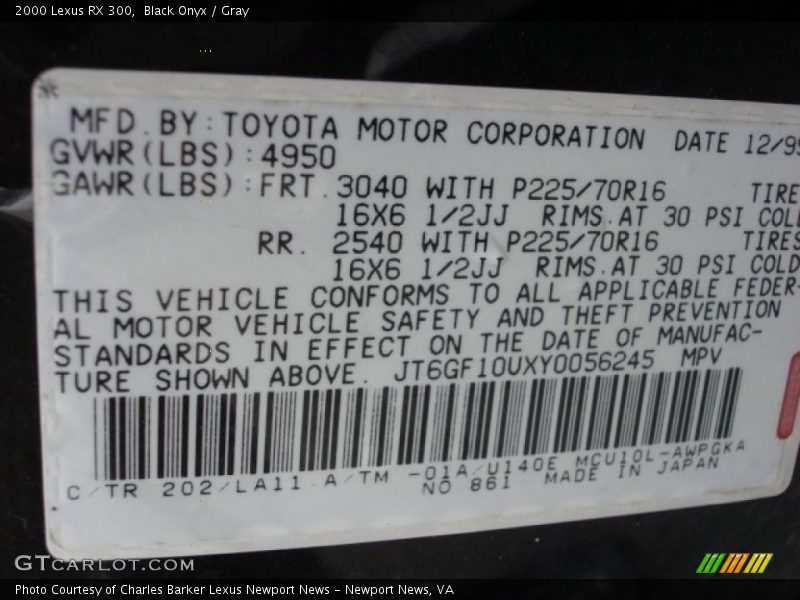 2000 Lexus RX 300, Black Onyx / Gray
MFD. BY: TOYOTA MOTOR CORPORATION DATE 12/99
GVWR(LBS):4950
GAWR(LBS):FRT. 3040 WITH P225/70R16 TIRE
16X6 1/2JJ RIMS. AT 30 PSI COLD
RR. 2540 WITH P225/70R16 TIRES
16X6 1/2JJ RIMS. AT 30 PSI COLD
THIS VEHICLE CONFORMS TO ALL APPLICABLE FEDER-
AL MOTOR VEHICLE SAFETY AND THEFT PREVENTION
STANDARDS IN EFFECT ON THE DATE OF MANUFAC-
TURE SHOWN ABOVE. JT6GF10UXY0056245 MPV
C/TR 202/LA11 A/TM -01A/U140E MCU10L-AWPGKA
NO 861 MADE IN JAPAN
GTCARLOT.COM
Photo Courtesy of Charles Barker Lexus Newport News - Newport News, VA